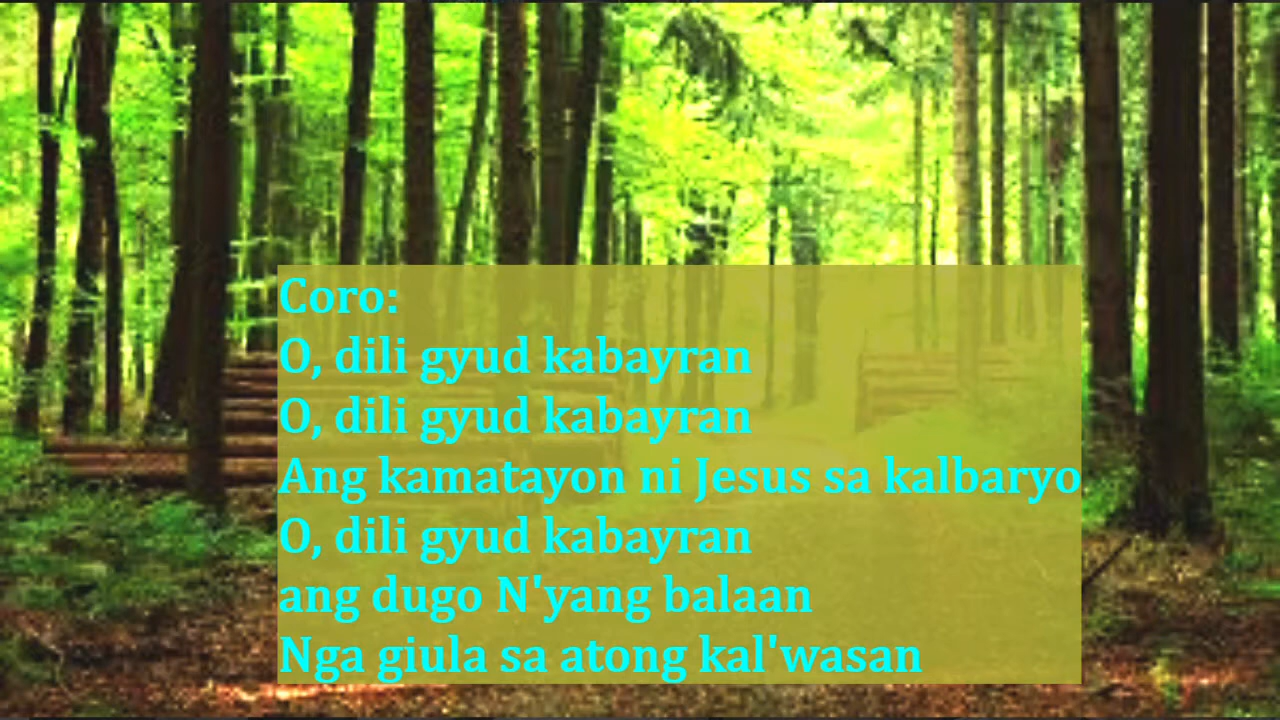 Coro:
O, dili gyud kabayran
O, dili gyud kabayran
Ang kamatayon ni Jesus sa kalbaryo
O, dili gyud kabayran
ang dugo N'yang balaan
Nga giula sa atong kal'wasan